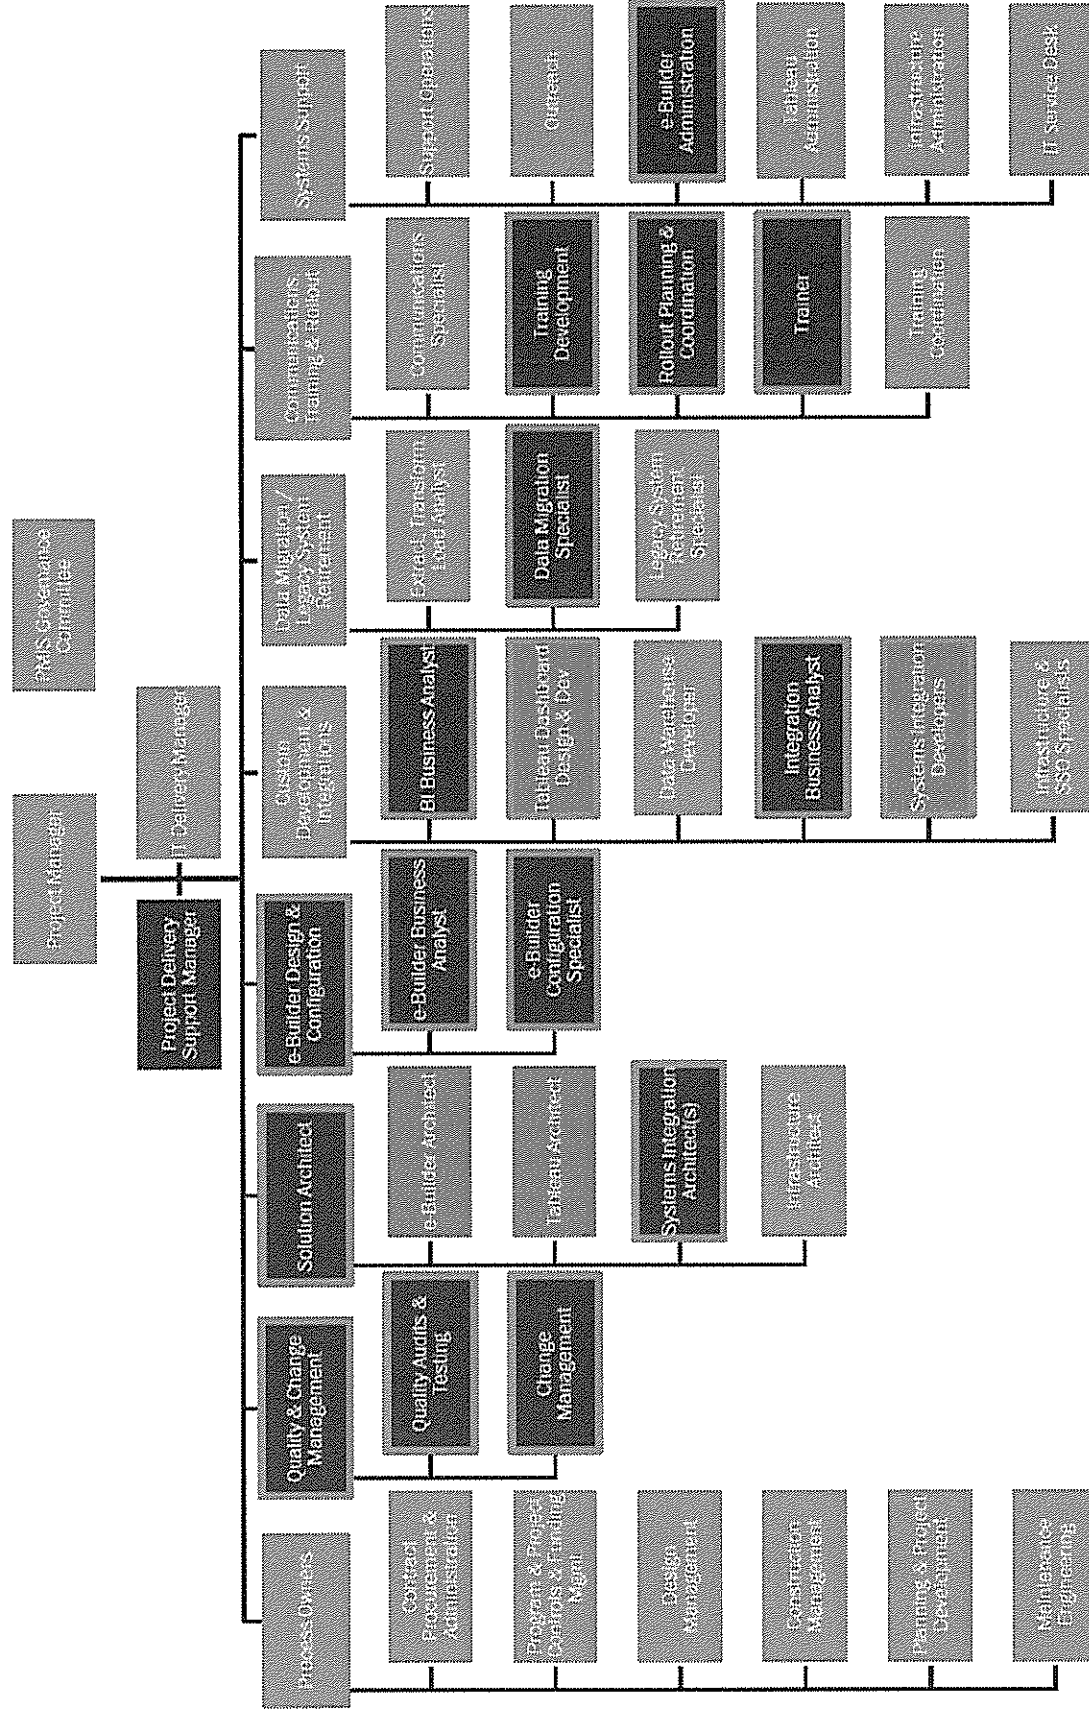 Project Manager
PMIS Governance
Committee
Project Delivery
Support Manager
IT Delivery Manager
Process Owners
Contract
Procurement &
Administration
Program & Project
Controls & Funding
Mgmt
Design
Management
Construction
Management
Planning & Project
Development
Maintenance
Engineering
Quality & Change
Management
Quality Audits &
Testing
Change
Management
Solution Architect
e-Builder Architect
Tableau Architect
Systems Integration
Architect(s)
Infrastructure
Architect
e-Builder Design &
Configuration
e-Builder Business
Analyst
e-Builder
Configuration
Specialist
Custom
Development &
Integrations
BI Business Analyst
Tableau Dashboard
Design & Dev
Data Warehouse
Developer
Integration
Business Analyst
Systems Integration
Developers
Infrastructure &
SSO Specialists
Data Migration/
Legacy System
Retirement
Extract, Transform
Load Analyst
Data Migration
Specialist
Legacy System
Retirement
Specialist
Communications,
Training & Rollout
Communications
Specialist
Training
Development
Rollout Planning &
Coordination
Trainer
Training
Coordination
Systems Support
Support Operations
Outreach
e-Builder
Administration
Tableau
Administration
Infrastructure
Administration
IT Service Desk